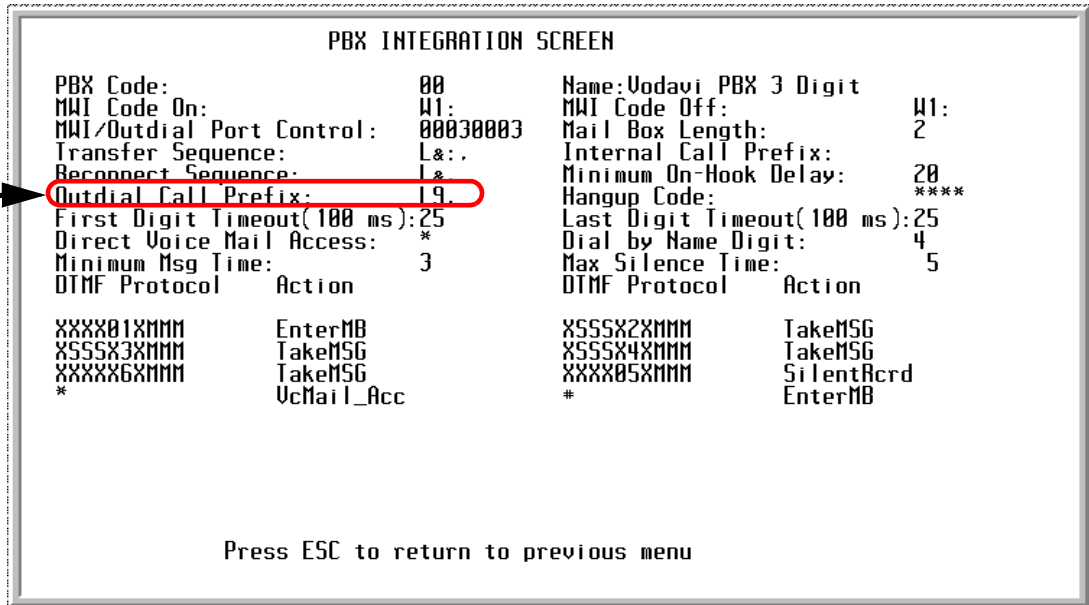 PBX INTEGRATION SCREEN
PBX Code: 00 Name:Vodavi PBX 3 Digit
MWI Code On: W1: MWI Code Off: W1:
MWI/Outdial Port Control: 00030003 Mail Box Length: 2
Transfer Sequence: L&:, Internal Call Prefix:
Reconnect Sequence: L&, Minimum On-Hook Delay: 20
Outdial Call Prefix: L9, Hangup Code: ****
First Digit Timeout(100 ms):25 Last Digit Timeout(100 ms):25
Direct Voice Mail Access: * Dial by Name Digit: 4
Minimum Msg Time: 3 Max Silence Time: 5
DTMF Protocol Action DTMF Protocol Action
XXXX01XMMM EnterMB XSSSX2XMMM TakeMSG
XSSSX3XMMM TakeMSG XSSSX4XMMM TakeMSG
XXXXX6XMMM TakeMSG XXXX05XMMM SilentRcrd
* VcMail_Acc # EnterMB
Press ESC to return to previous menu